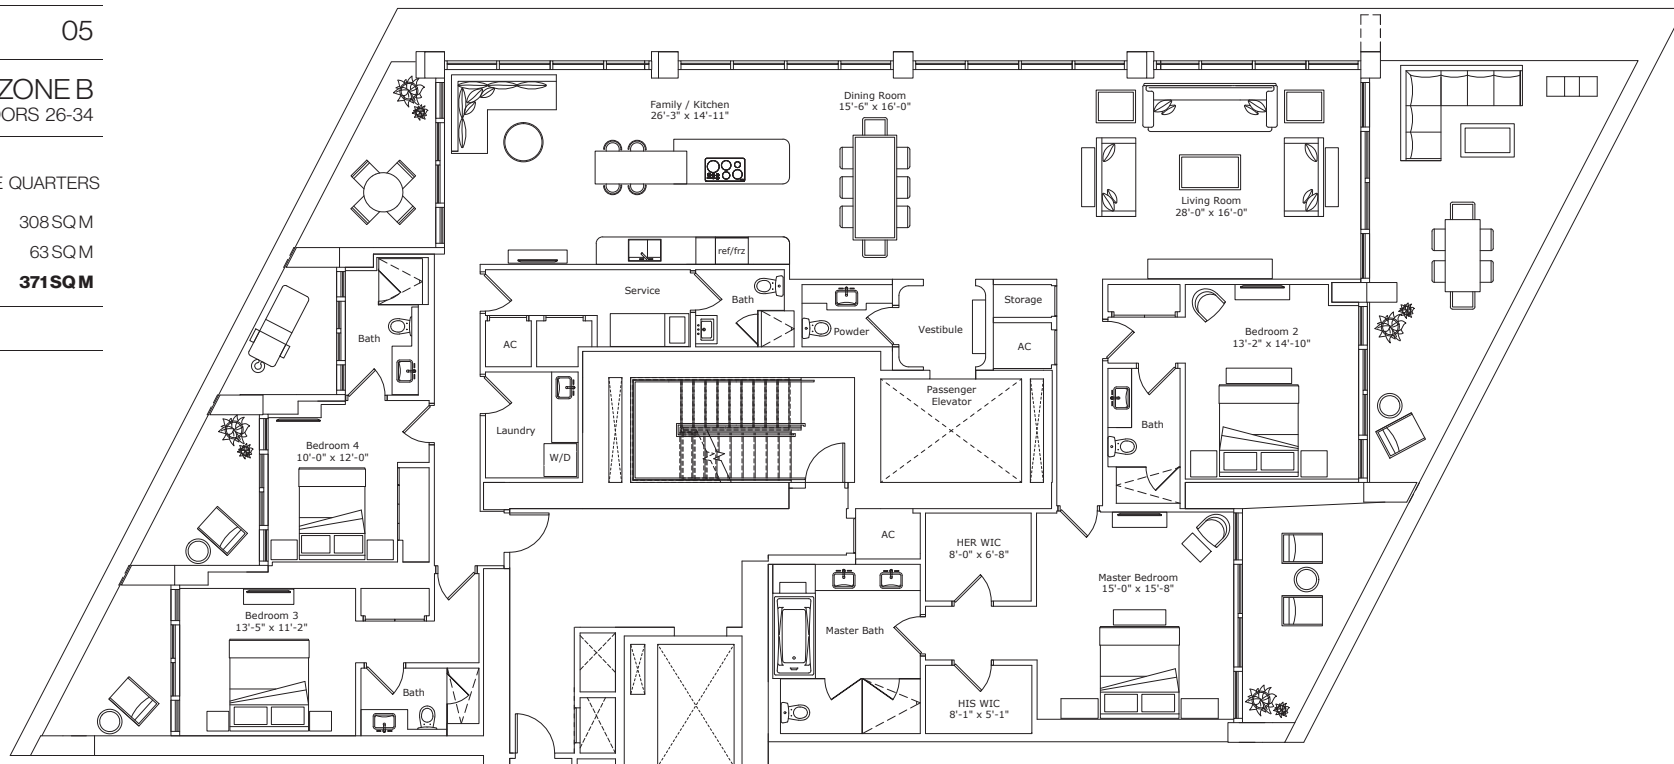 05
ZONE B
ORS 26-34
E QUARTERS
308 SQ M
63 SQ M
371 SQ M
Family / Kitchen
26'-3" x 14'-11"
Dining Room
15'-6" x 16'-0"
Living Room
28'-0" x 16'-0"
ref/frz
Service
Bath
Powder
Vestibule
Storage
AC
AC
Bath
Bedroom 2
13'-2" x 14'-10"
Passenger
Elevator
Bath
Laundry
W/D
Bedroom 4
10'-0" x 12'-0"
AC
HER WIC
8'-0" x 6'-8"
Master Bedroom
15'-0" x 15'-8"
Master Bath
Bedroom 3
13'-5" x 11'-2"
Bath
HIS WIC
8'-1" x 5'-1"